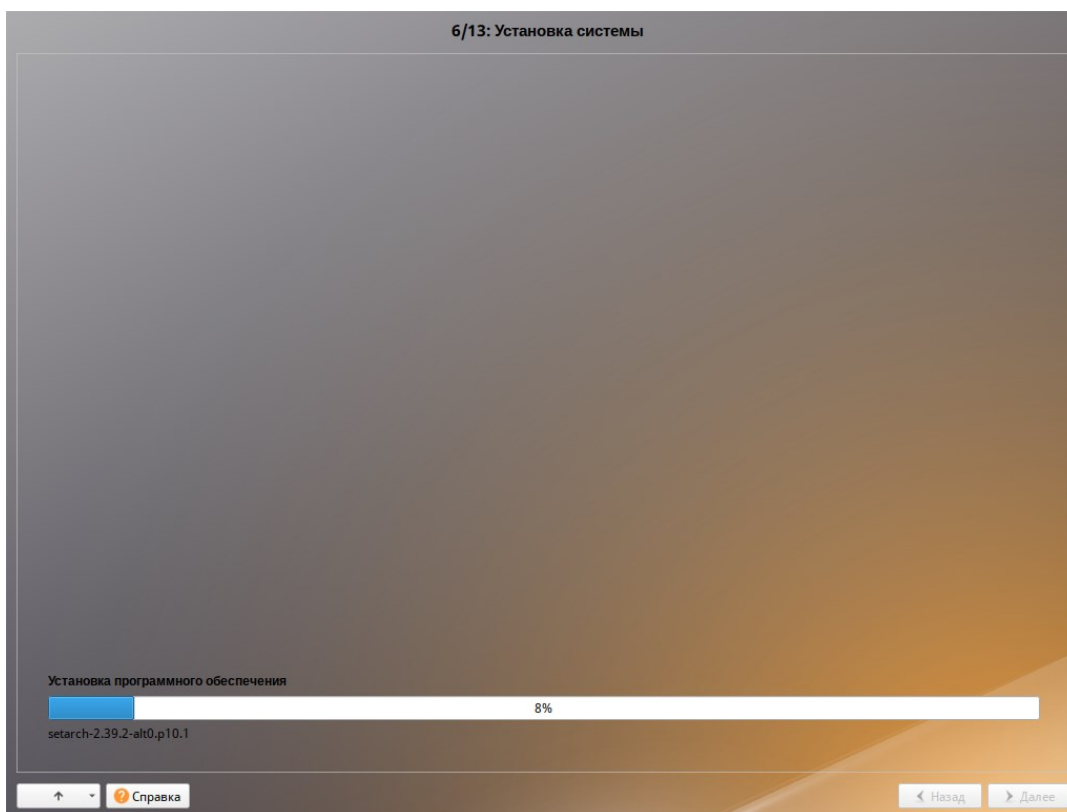 6/13: Установка системы
Установка программного обеспечения
8%
setarch-2.39.2-alt0.p10.1
Справка
Назад
Далее